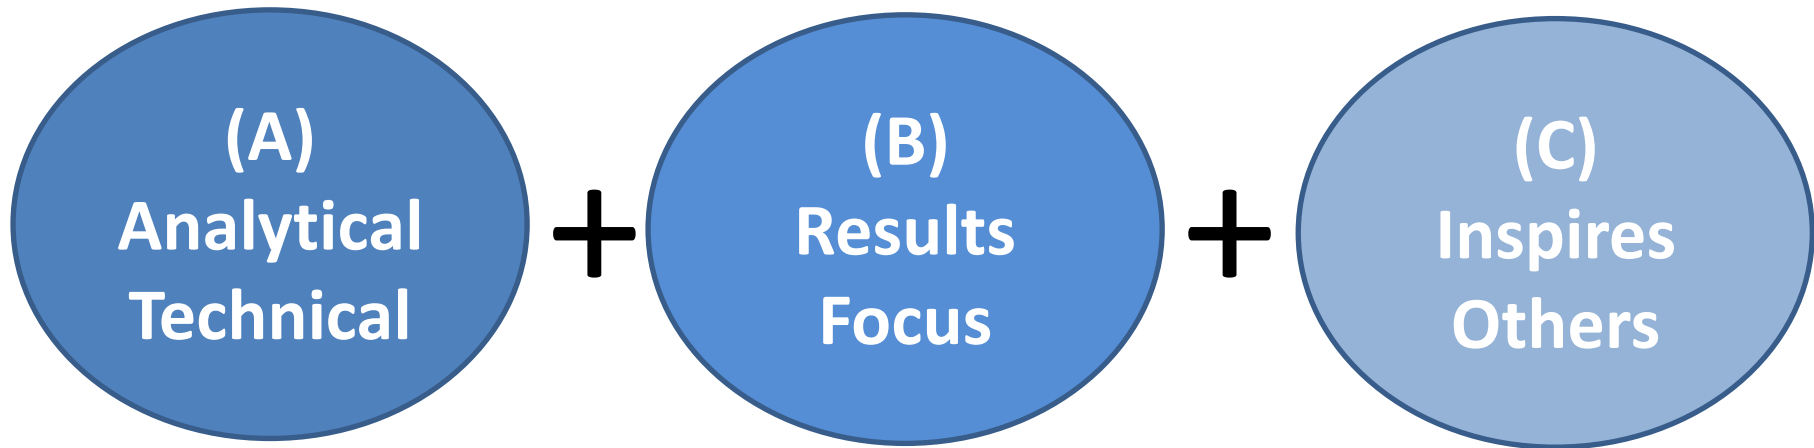 (A)
Analytical
Technical
+
(B)
Results
Focus
+
(C)
Inspires
Others